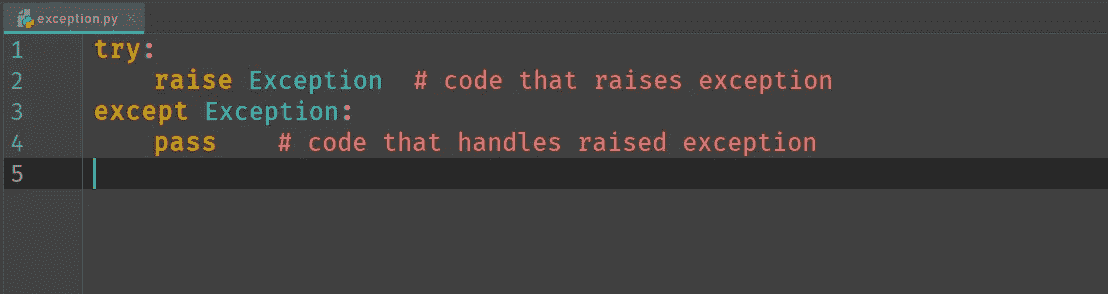 exception.py
1 try:
2     raise Exception  # code that raises exception
3 except Exception:
4     pass    # code that handles raised exception
5